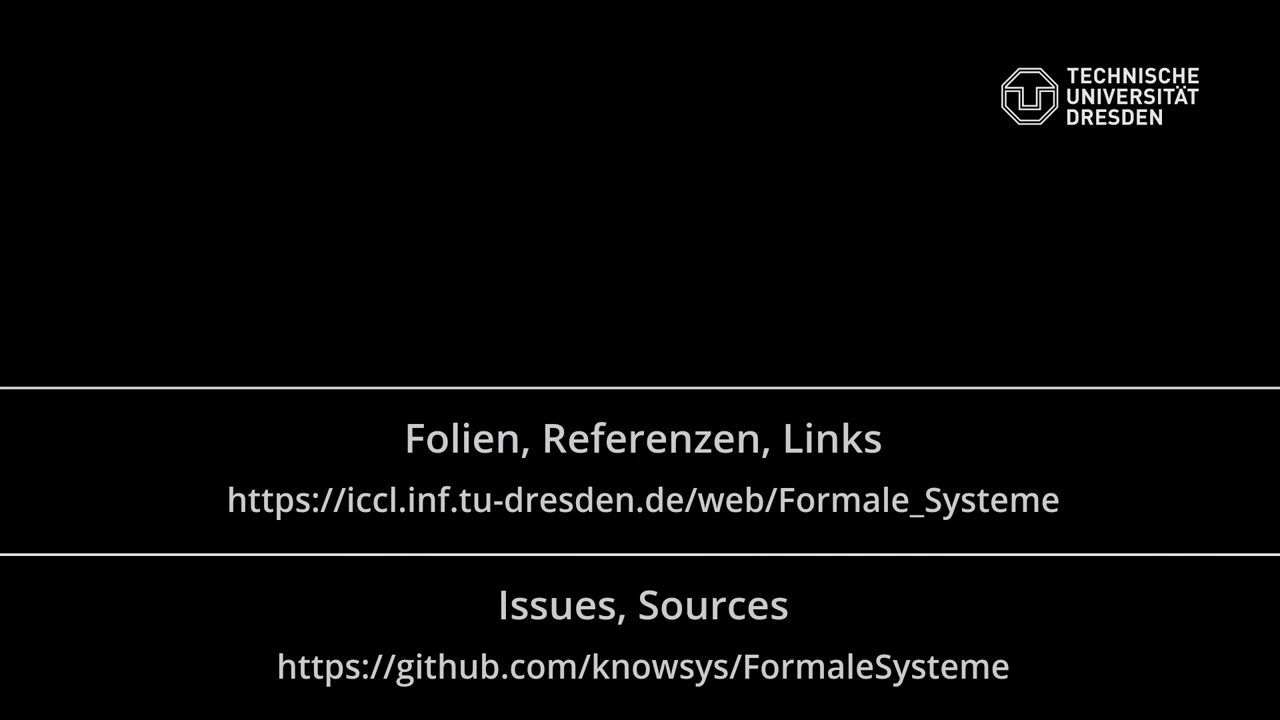 TECHNISCHE
UNIVERSITÄT
DRESDEN
Folien, Referenzen, Links
https://iccl.inf.tu-dresden.de/web/Formale_Systeme
Issues, Sources
https://github.com/knowsys/FormaleSysteme